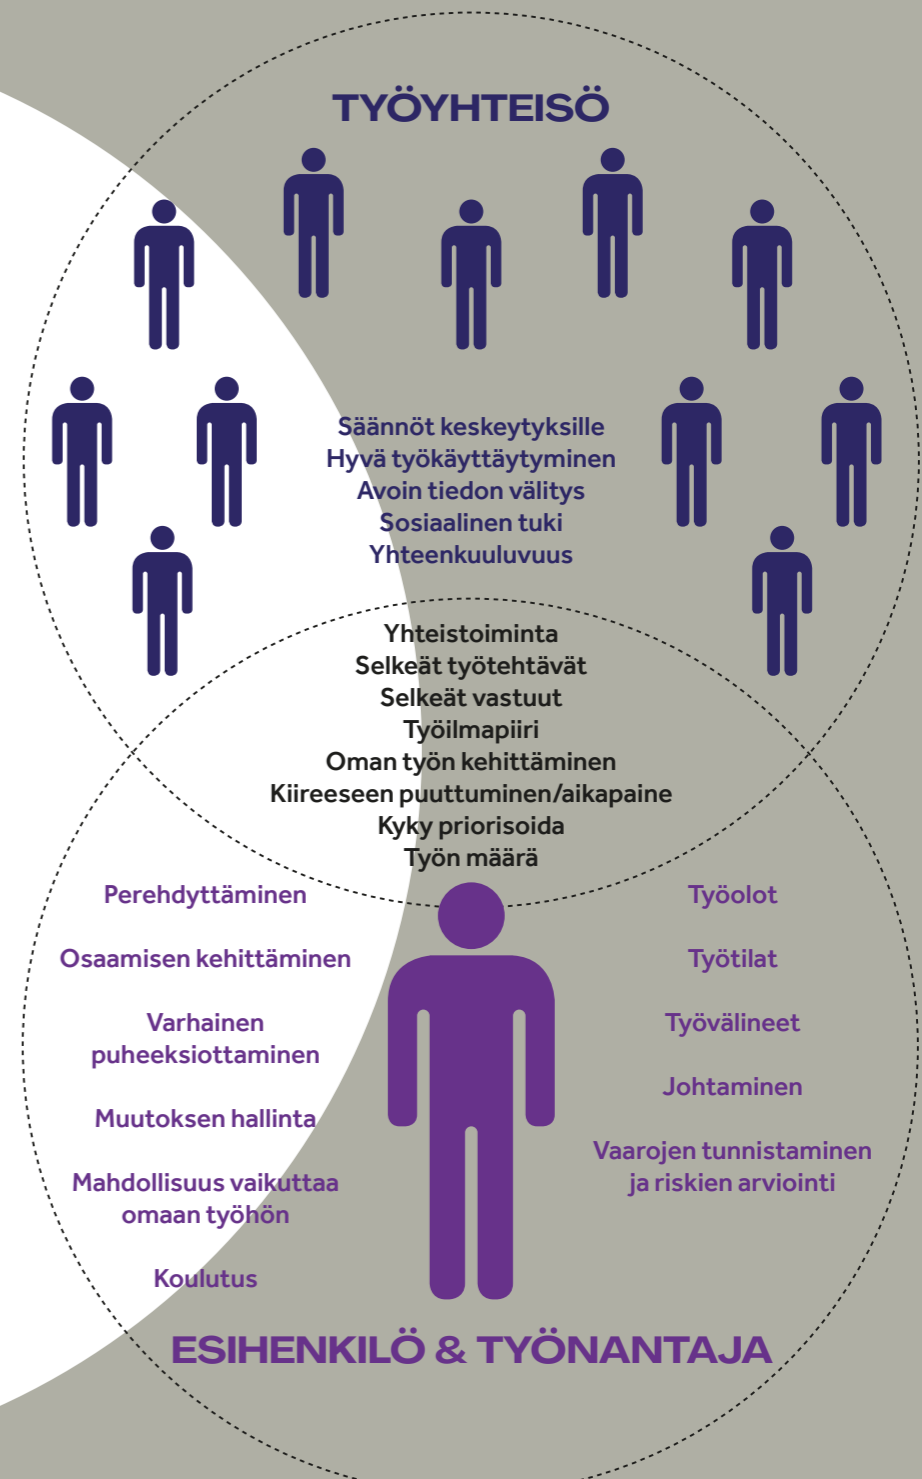 TYÖYHTEISÖ
Säännöt keskeytyksille
Hyvä työkäyttäytyminen
Avoin tiedon välitys
Sosiaalinen tuki
Yhteenkuuluvuus
Yhteistoiminta
Selkeät työtehtävät
Selkeät vastuut
Työilmapiiri
Oman työn kehittäminen
Kiireeseen puuttuminen/aikapaine
Kyky priorisoida
Työn määrä
Perehdyttäminen
Osaamisen kehittäminen
Varhainen
puheeksiottaminen
Muutoksen hallinta
Mahdollisuus vaikuttaa
omaan työhön
Koulutus
Työolot
Työtilat
Työvälineet
Johtaminen
Vaarojen tunnistaminen
ja riskien arviointi
ESIHENKILÖ & TYÖNANTAJA